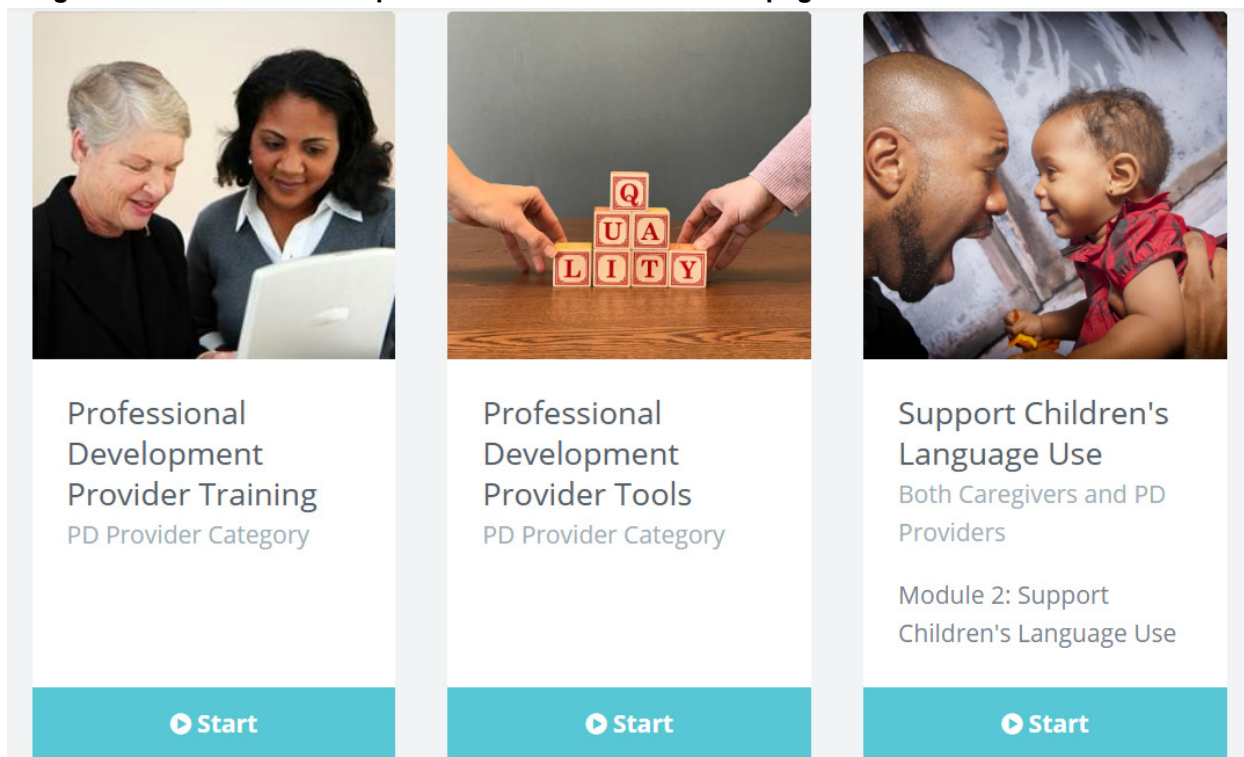 Q
U A
L I T Y
Professional
Development
Provider Training
PD Provider Category
Start
Professional
Development
Provider Tools
PD Provider Category
Start
Support Children's
Language Use
Both Caregivers and PD
Providers
Module 2: Support
Children's Language Use
Start